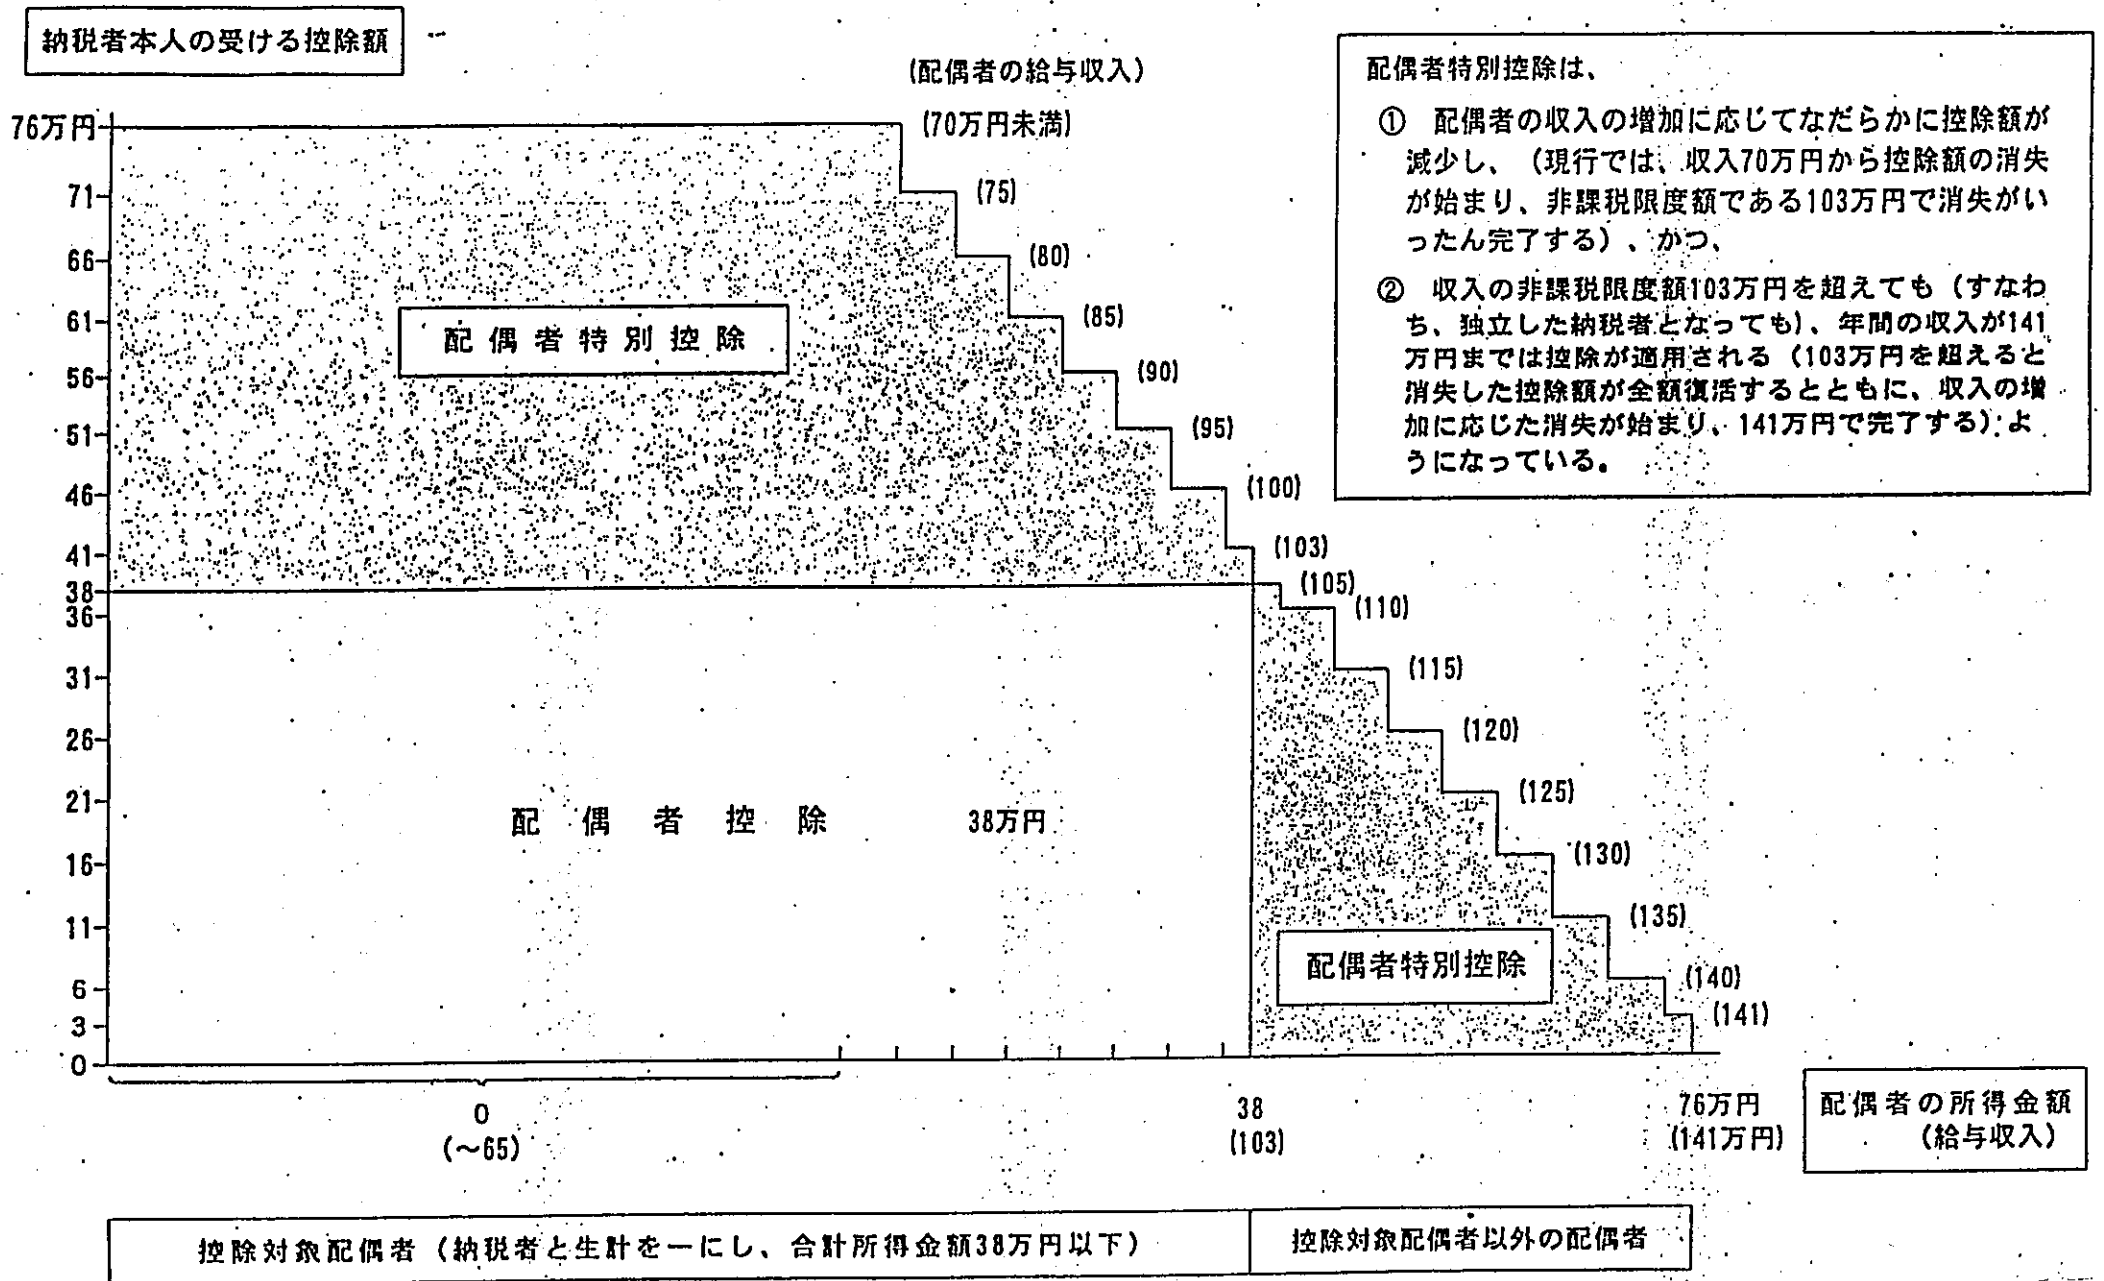 納税者本人の受ける控除額
(配偶者の給与収入)
76万円
(70万円未満)
71
(75)
66
(80)
61
(85)
56
(90)
51
(95)
46
(100)
41
(103)
38
(105)
36
(110)
31
(115)
26
(120)
21
(125)
16
(130)
11
(135)
6
(140)
3
(141)
0
配偶者特別控除
配偶者控除 38万円
配偶者特別控除
配偶者特別控除は、
① 配偶者の収入の増加に応じてなだらかに控除額が
減少し、（現行では、収入70万円から控除額の消失
が始まり、非課税限度額である103万円で消失がい
ったん完了する）、かつ、
② 収入の非課税限度額103万円を超えても（すなわ
ち、独立した納税者となっても）、年間の収入が141
万円までは控除が適用される（103万円を超えると
消失した控除額が全額復活するとともに、収入の増
加に応じた消失が始まり、141万円で完了する）よ
うになっている。
0
(～65)
38
(103)
76万円
(141万円)
配偶者の所得金額
(給与収入)
控除対象配偶者（納税者と生計を一にし、合計所得金額38万円以下）
控除対象配偶者以外の配偶者